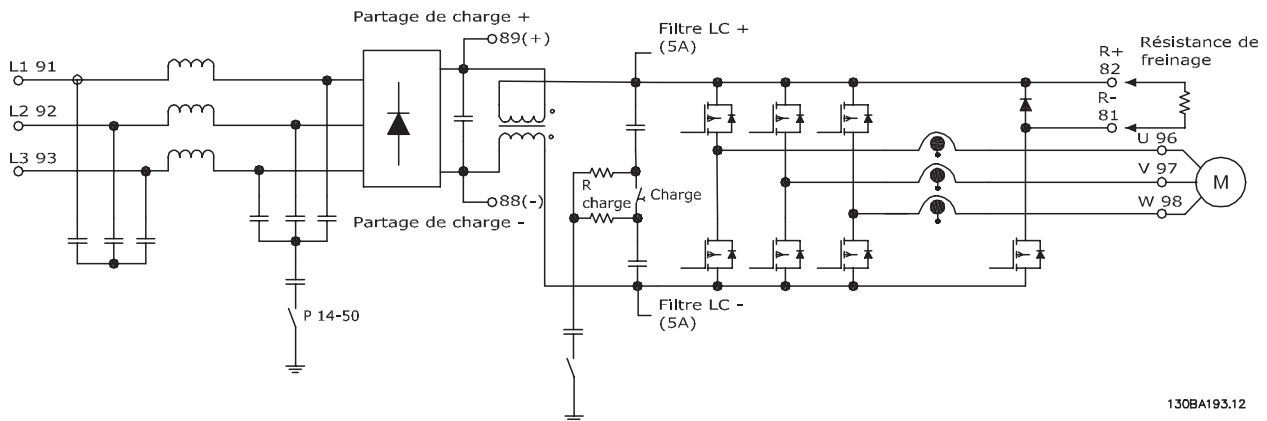 Partage de charge +
89(+)
Filtre LC +
(5A)
R+
82
Résistance de
freinage
L1 91
L2 92
L3 93
R-
81
U 96
V 97
W 98
M
R
charge
Charge
88(-)
Partage de charge -
P 14-50
Filtre LC -
(5A)
130BA193.12